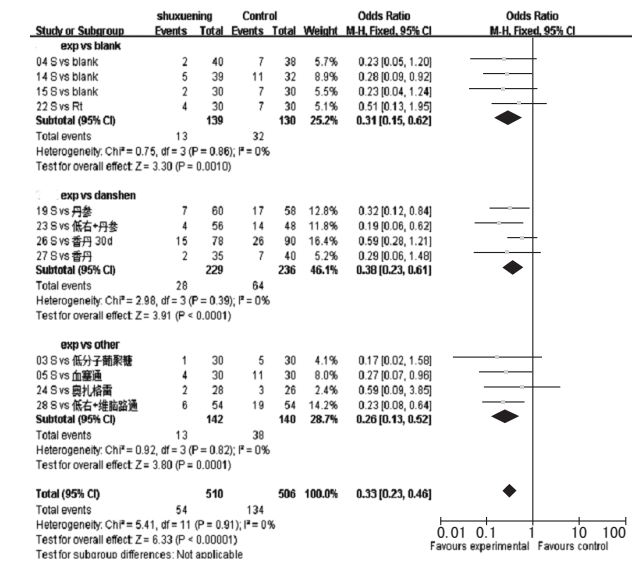 shuxuening Control Odds Ratio Odds Ratio
Study or Subgroup Events Total Events Total Weight M-H, Fixed, 95% CI M-H, Fixed, 95% CI
exp vs blank
04 S vs blank 2 40 7 38 5.7% 0.23 [0.05, 1.20]
14 S vs blank 5 39 11 32 8.9% 0.28 [0.09, 0.92]
15 S vs blank 2 30 7 30 5.5% 0.23 [0.04, 1.24]
22 S vs Rt 4 30 7 30 5.1% 0.51 [0.13, 1.95]
Subtotal (95% CI) 139 130 25.2% 0.31 [0.15, 0.62]
Total events 13 32
Heterogeneity: Chi² = 0.75, df = 3 (P = 0.86); I² = 0%
Test for overall effect: Z = 3.30 (P = 0.0010)
exp vs danshen
19 S vs 丹参 7 60 17 58 12.8% 0.32 [0.12, 0.84]
23 S vs 低右+丹参 4 56 14 48 11.5% 0.19 [0.06, 0.62]
26 S vs 香丹 30d 15 78 26 90 16.4% 0.59 [0.28, 1.21]
27 S vs 香丹 2 35 7 40 5.1% 0.29 [0.06, 1.48]
Subtotal (95% CI) 229 236 46.1% 0.38 [0.23, 0.61]
Total events 28 64
Heterogeneity: Chi² = 2.98, df = 3 (P = 0.39); I² = 0%
Test for overall effect: Z = 3.91 (P < 0.0001)
exp vs other
03 S vs 低分子葡聚糖 1 30 5 30 4.1% 0.17 [0.02, 1.58]
05 S vs 血塞通 4 30 11 30 8.0% 0.27 [0.07, 0.96]
24 S vs 奥扎格雷 2 28 3 26 2.4% 0.59 [0.09, 3.85]
28 S vs 低右+维脑路通 6 54 19 54 14.2% 0.23 [0.08, 0.64]
Subtotal (95% CI) 142 140 28.7% 0.26 [0.13, 0.52]
Total events 13 38
Heterogeneity: Chi² = 0.92, df = 3 (P = 0.82); I² = 0%
Test for overall effect: Z = 3.80 (P = 0.0001)
Total (95% CI) 510 506 100.0% 0.33 [0.23, 0.46]
Total events 54 134
Heterogeneity: Chi² = 5.41, df = 11 (P = 0.91); I² = 0%
Test for overall effect: Z = 6.33 (P < 0.00001)
Test for subgroup differences: Not applicable
0.01 0.1 1 10 100
Favours experimental Favours control